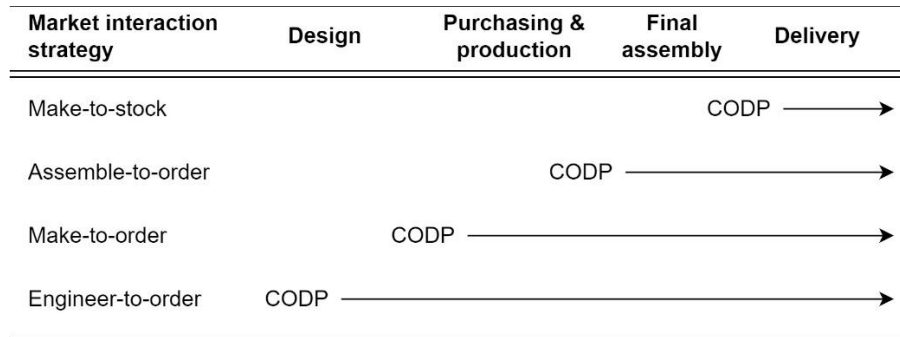 Market interaction strategy
Design
Purchasing & production
Final assembly
Delivery
Make-to-stock
CODP
Assemble-to-order
CODP
Make-to-order
CODP
Engineer-to-order
CODP